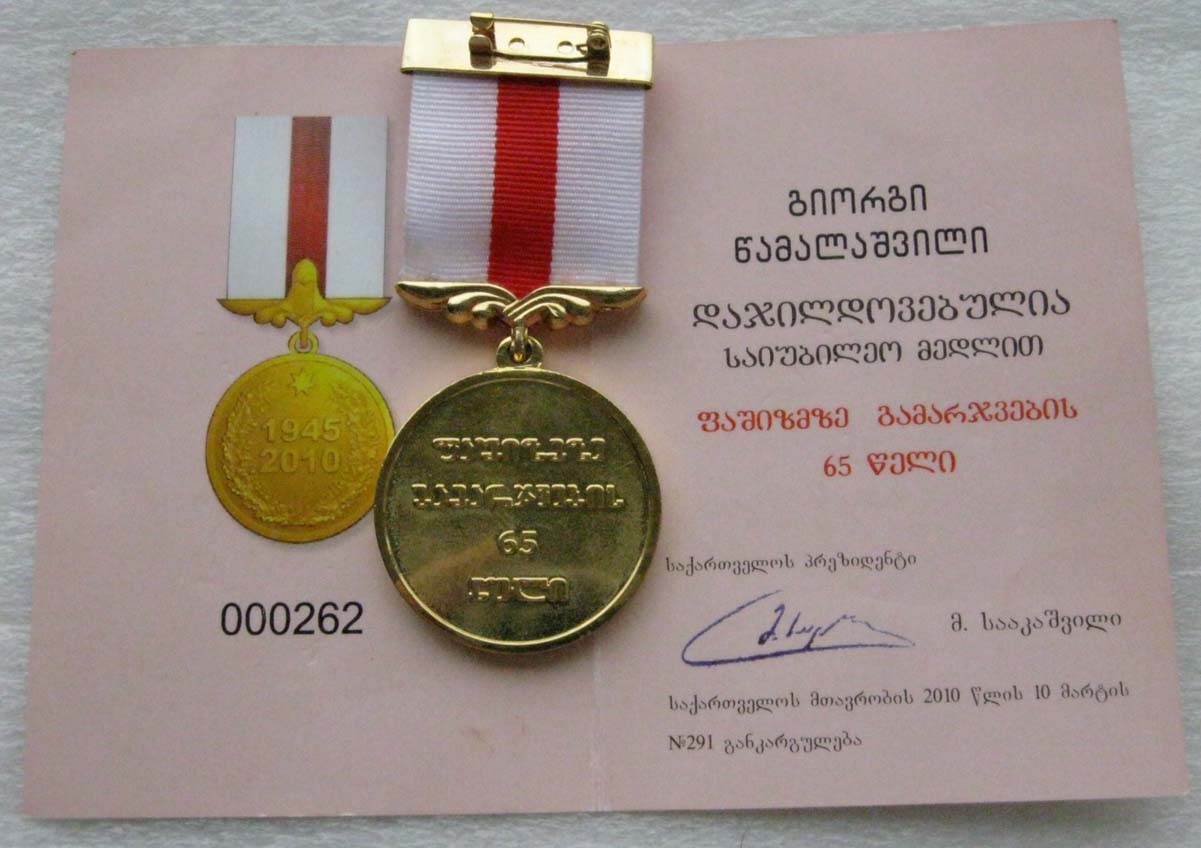 1945
2010
000262
ფაშიზმზე
გამარჯვების
65
წელი
გიორგი
წამალაშვილი
დაჯილდოვებულია
საიუბილეო მედლით
ფაშიზმზე გამარჯვების
65 წელი
საქართველოს პრეზიდენტი
მ. სააკაშვილი
საქართველოს მთავრობის 2010 წლის 10 მარტის
№291 განკარგულება